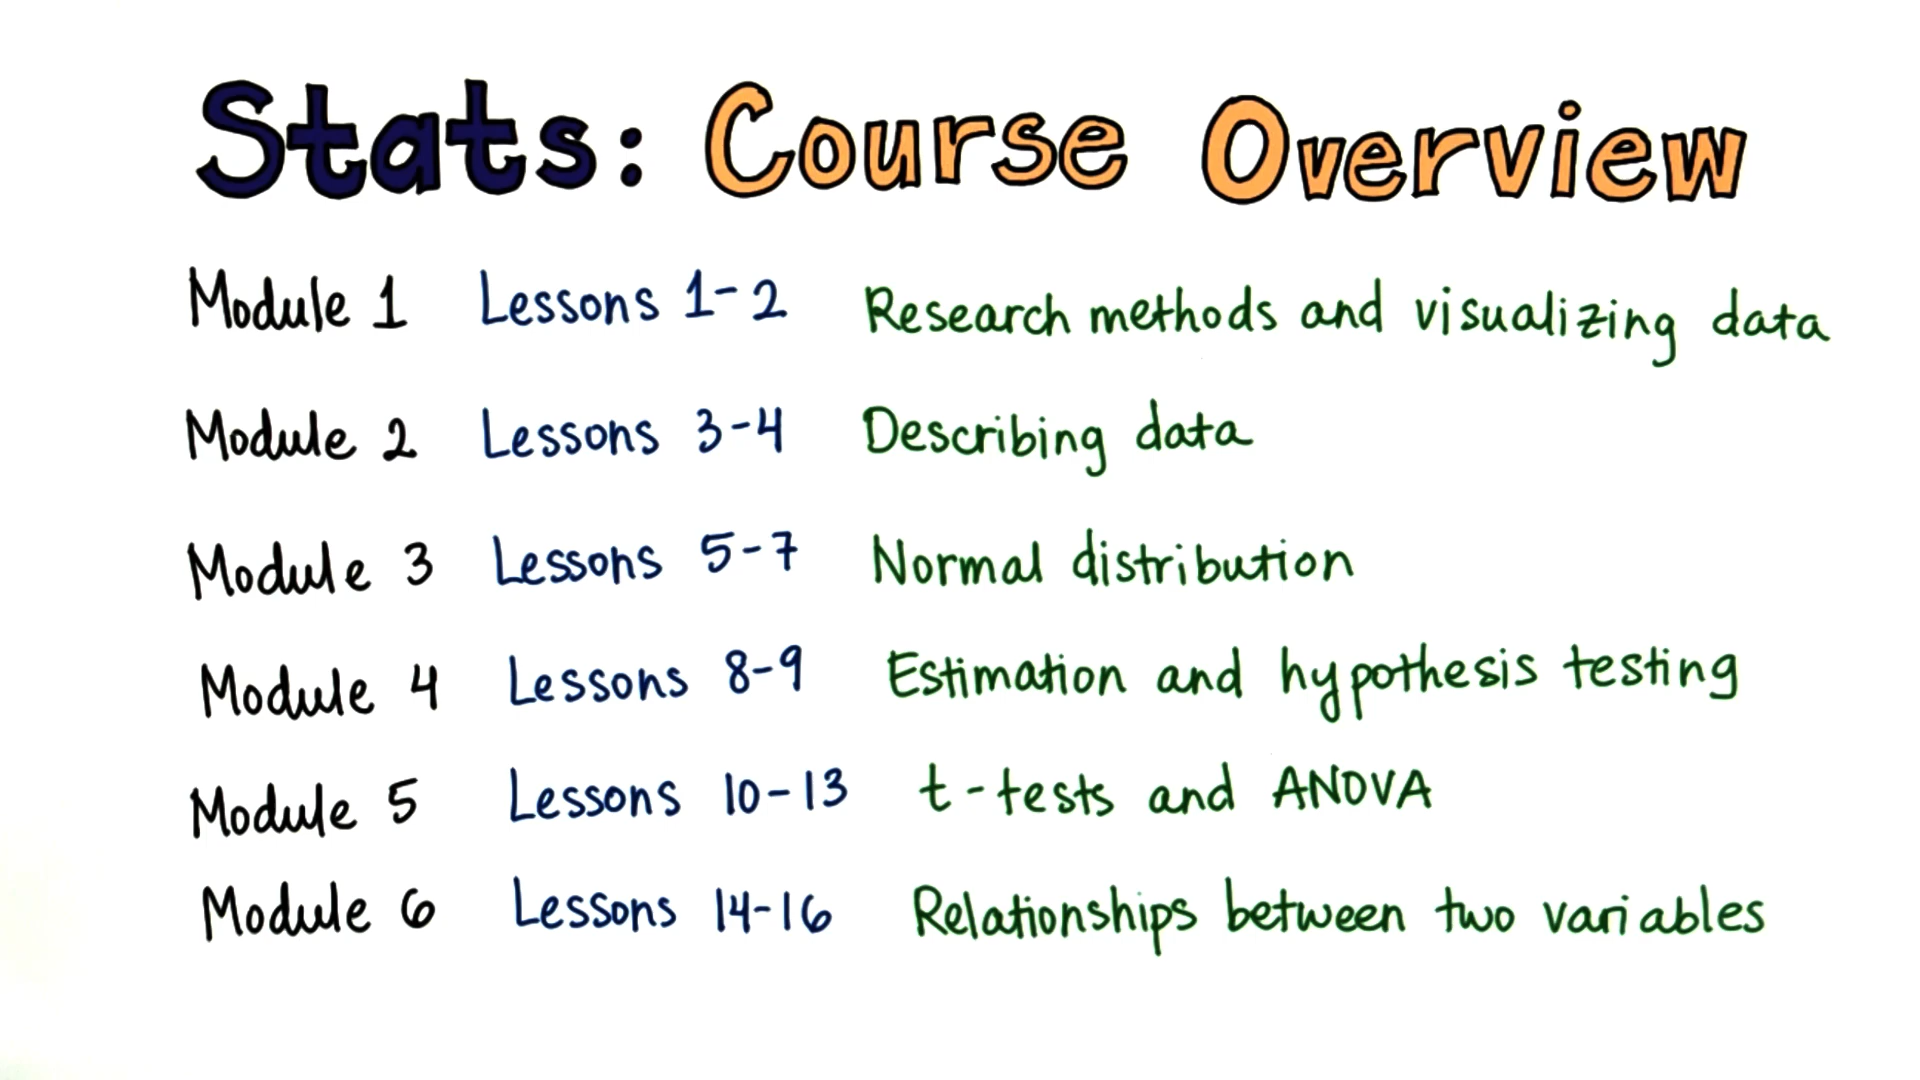 Stats: Course Overview
Module 1 Lessons 1-2 Research methods and visualizing data
Module 2 Lessons 3-4 Describing data
Module 3 Lessons 5-7 Normal distribution
Module 4 Lessons 8-9 Estimation and hypothesis testing
Module 5 Lessons 10-13 t-tests and ANOVA
Module 6 Lessons 14-16 Relationships between two variables